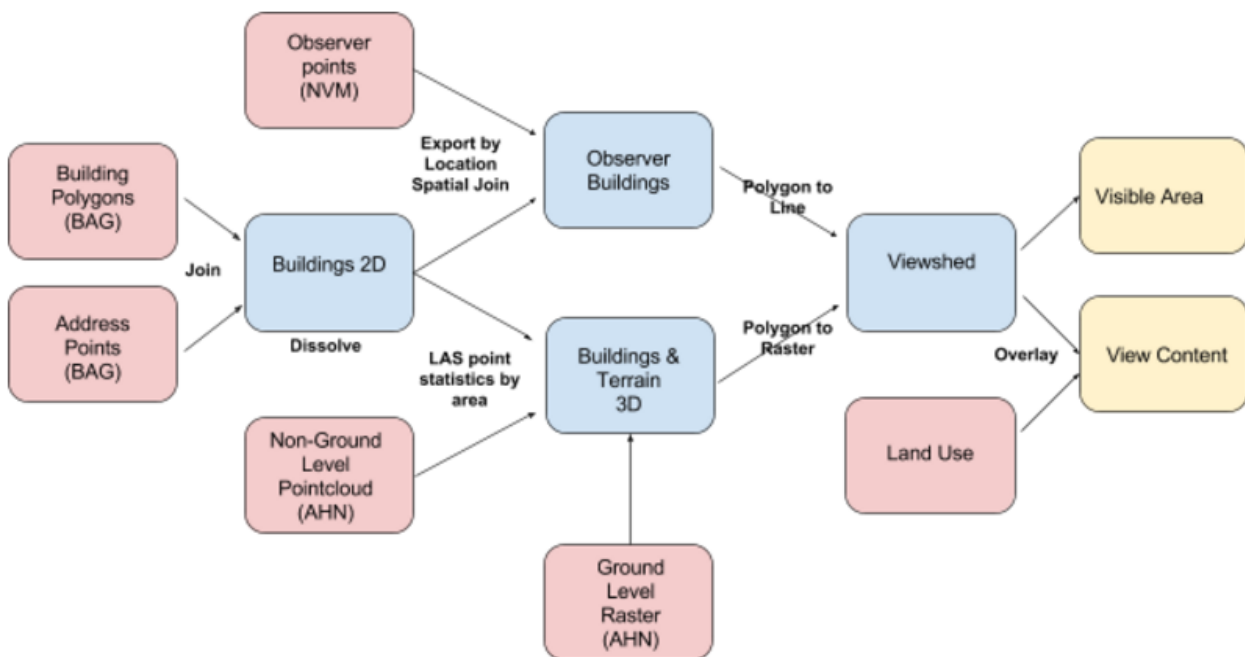 Observer
points
(NVM)
Building
Polygons
(BAG)
Join
Address
Points
(BAG)
Buildings 2D
Dissolve
Export by
Location
Spatial Join
LAS point
statistics by
area
Non-Ground
Level
Pointcloud
(AHN)
Observer
Buildings
Buildings &
Terrain
3D
Ground
Level
Raster
(AHN)
Polygon to
Line
Polygon to
Raster
Viewshed
Overlay
Land Use
Visible Area
View Content